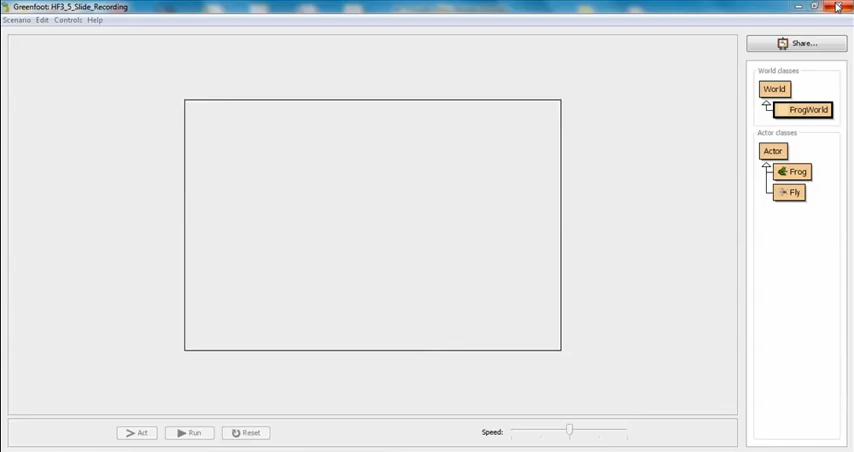 Greenfoot: HF3_5_Slide_Recording
Scenario Edit Controls Help
Share...
World classes
World
FrogWorld
Actor classes
Actor
Frog
Fly
Act Run Reset Speed: